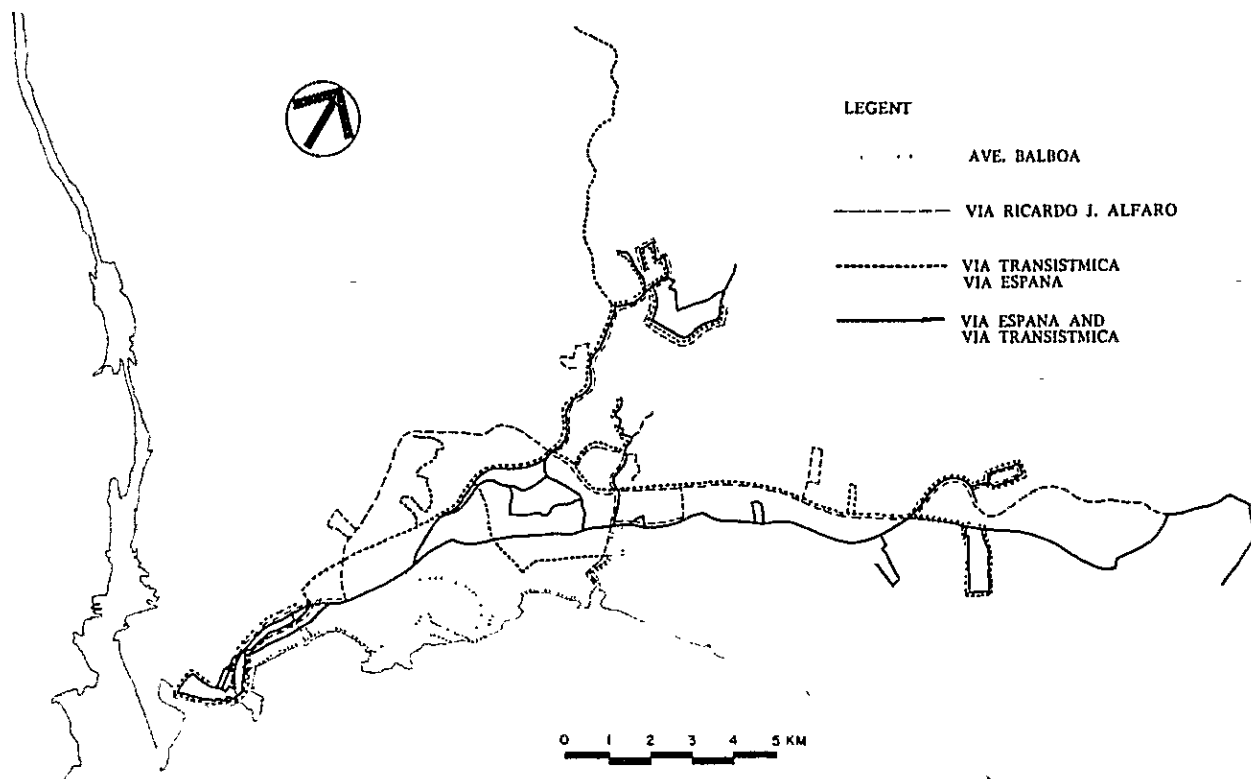 LEGENT
AVE. BALBOA
VIA RICARDO J. ALFARO
VIA TRANSISTMICA
VIA ESPANA
VIA ESPANA AND
VIA TRANSISTMICA
0 1 2 3 4 5 KM